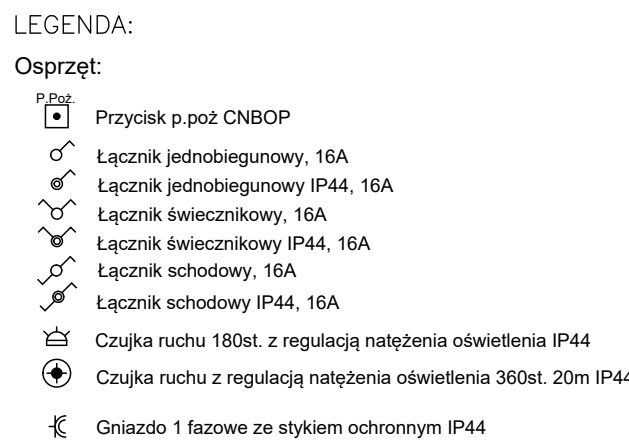 LEGENDA:
Osprzęt:
P.Poż.
Przycisk p.poż CNBOP
Łącznik jednobiegunowy, 16A
Łącznik jednobiegunowy IP44, 16A
Łącznik świecznikowy, 16A
Łącznik świecznikowy IP44, 16A
Łącznik schodowy, 16A
Łącznik schodowy IP44, 16A
Czujka ruchu 180st. z regulacją natężenia oświetlenia IP44
Czujka ruchu z regulacją natężenia oświetlenia 360st. 20m IP44
Gniazdo 1 fazowe ze stykiem ochronnym IP44